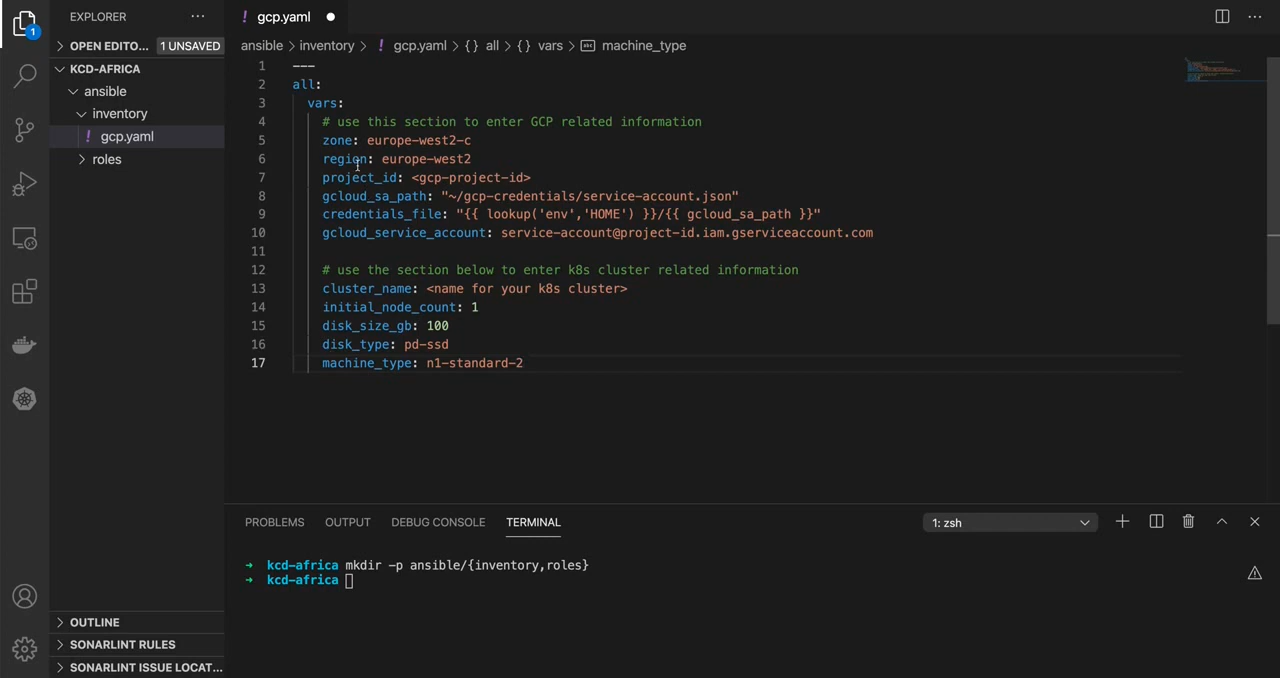 EXPLORER
gcp.yaml
1
OPEN EDITO... 1 UNSAVED
KCD-AFRICA
ansible
inventory
gcp.yaml
roles
ansible > inventory > ! gcp.yaml > {} all > {} vars > abc machine_type
1 ---
2 all:
3 vars:
4 # use this section to enter GCP related information
5 zone: europe-west2-c
6 region: europe-west2
7 project_id: <gcp-project-id>
8 gcloud_sa_path: "~/gcp-credentials/service-account.json"
9 credentials_file: "{{ lookup('env','HOME') }}/{{ gcloud_sa_path }}"
10 gcloud_service_account: service-account@project-id.iam.gserviceaccount.com
11
12 # use the section below to enter k8s cluster related information
13 cluster_name: <name for your k8s cluster>
14 initial_node_count: 1
15 disk_size_gb: 100
16 disk_type: pd-ssd
17 machine_type: n1-standard-2
PROBLEMS OUTPUT DEBUG CONSOLE TERMINAL 1: zsh
→ kcd-africa mkdir -p ansible/{inventory,roles}
→ kcd-africa
OUTLINE
SONARLINT RULES
SONARLINT ISSUE LOCAT...